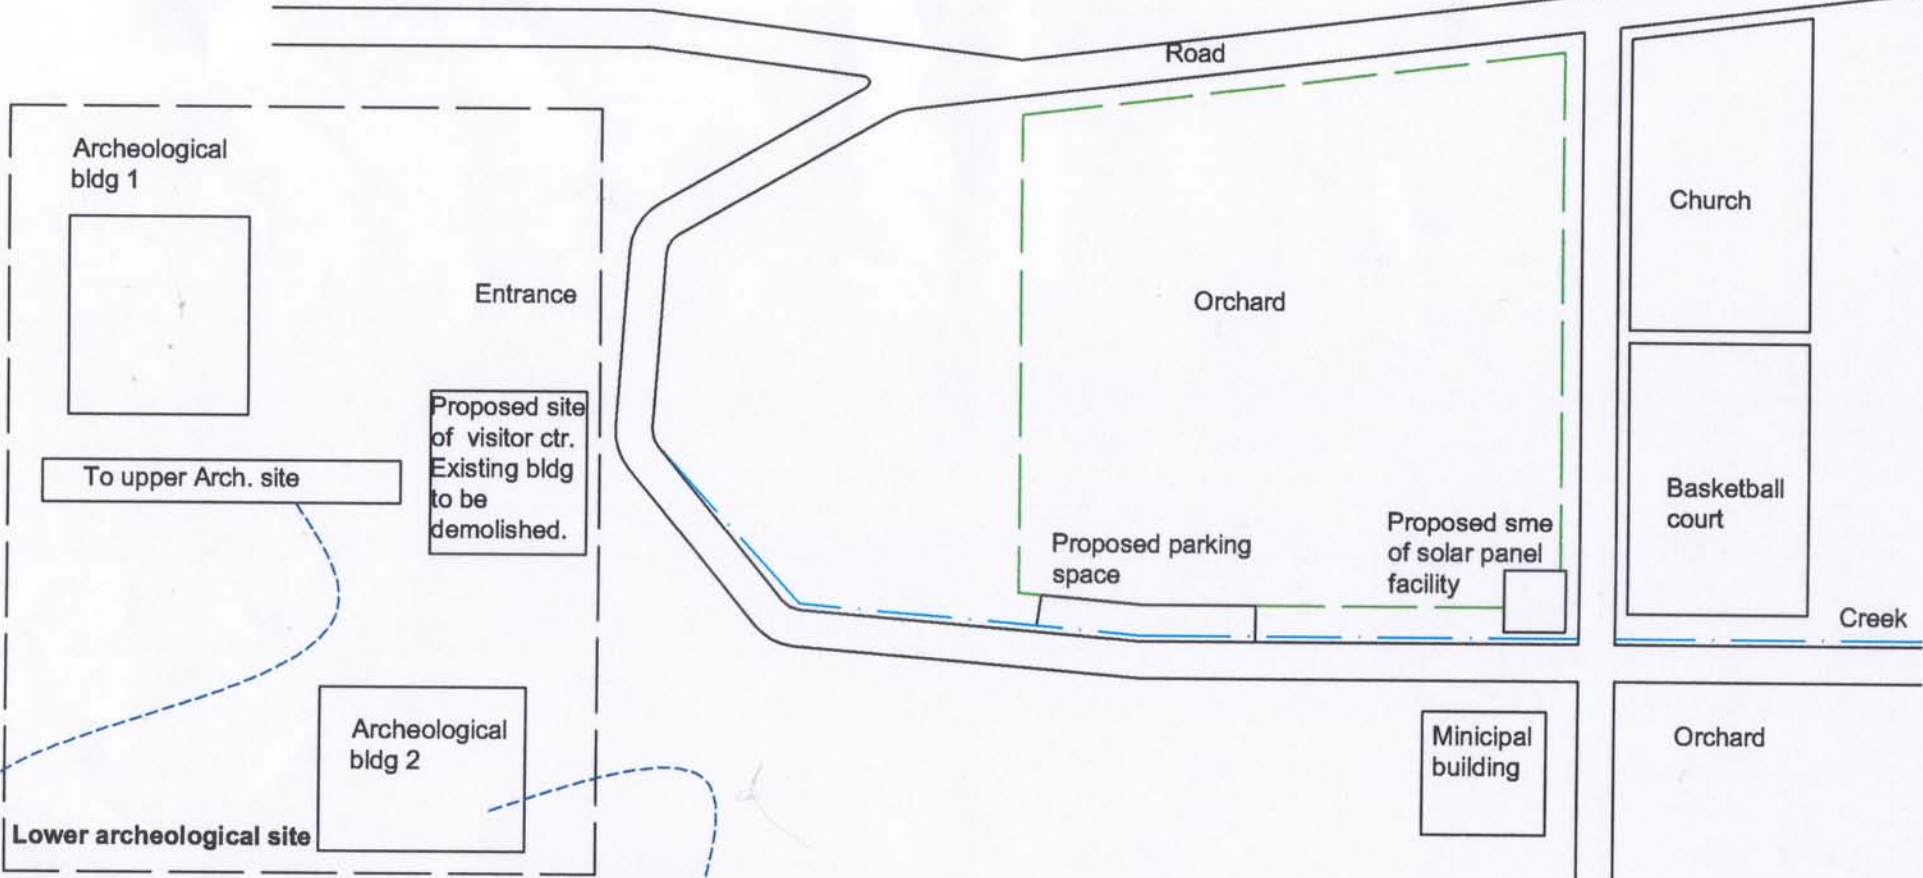 Road
Archeological
bldg 1
Church
Entrance
Orchard
Proposed site
of visitor ctr.
Existing bldg
to be
demolished.
To upper Arch. site
Basketball
court
Proposed parking
space
Proposed sme
of solar panel
facility
Creek
Archeological
bldg 2
Minicipal
building
Orchard
Lower archeological site